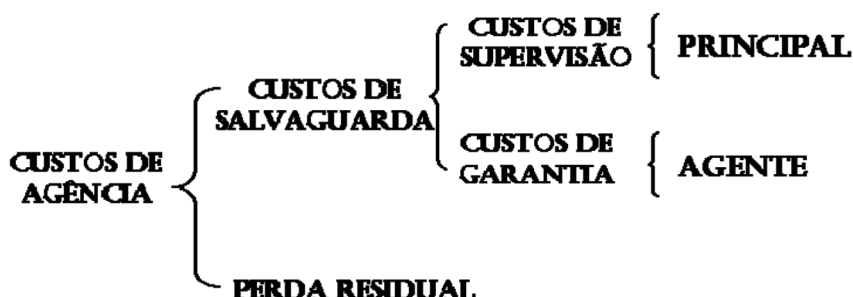 CUSTOS DE
SUPERVISÃO
PRINCIPAL
CUSTOS DE
SALVAGUARDA
CUSTOS DE
GARANTIA
AGENTE
CUSTOS DE
AGÊNCIA
PERDA RESIDUAL